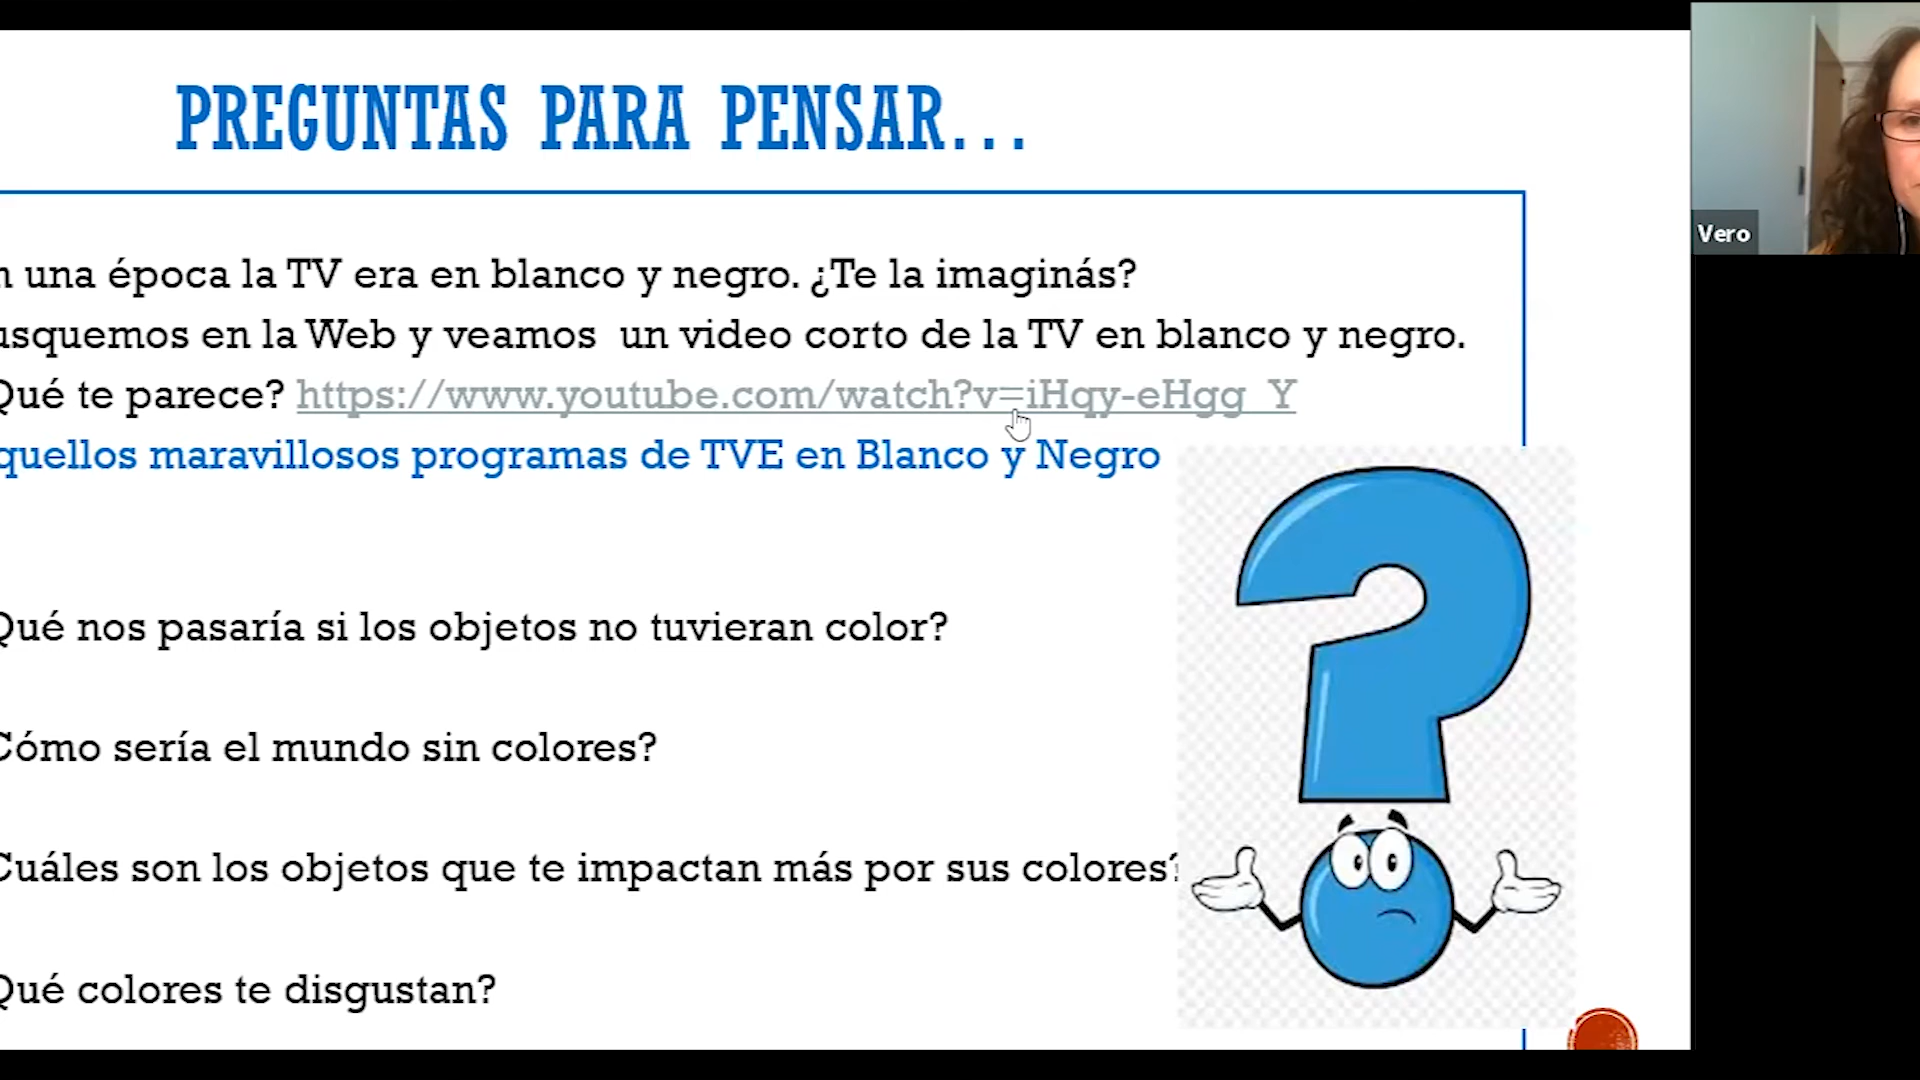 PREGUNTAS PARA PENSAR...
una época la TV era en blanco y negro. ¿Te la imaginás?
usquemos en la Web y veamos un video corto de la TV en blanco y negro.
Qué te parece? https://www.youtube.com/watch?v=iHqy-eHgg_Y
quellos maravillosos programas de TVE en Blanco y Negro
Qué nos pasaría si los objetos no tuvieran color?
Cómo sería el mundo sin colores?
Cuáles son los objetos que te impactan más por sus colores?
Qué colores te disgustan?
Vero